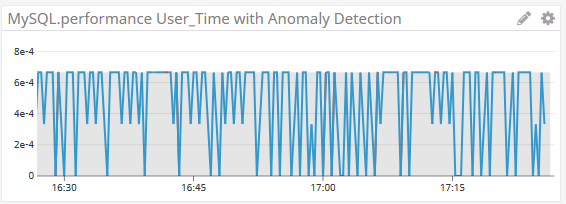 MySQL.performance User_Time with Anomaly Detection
8e-4
6e-4
4e-4
2e-4
0
16:30 16:45 17:00 17:15